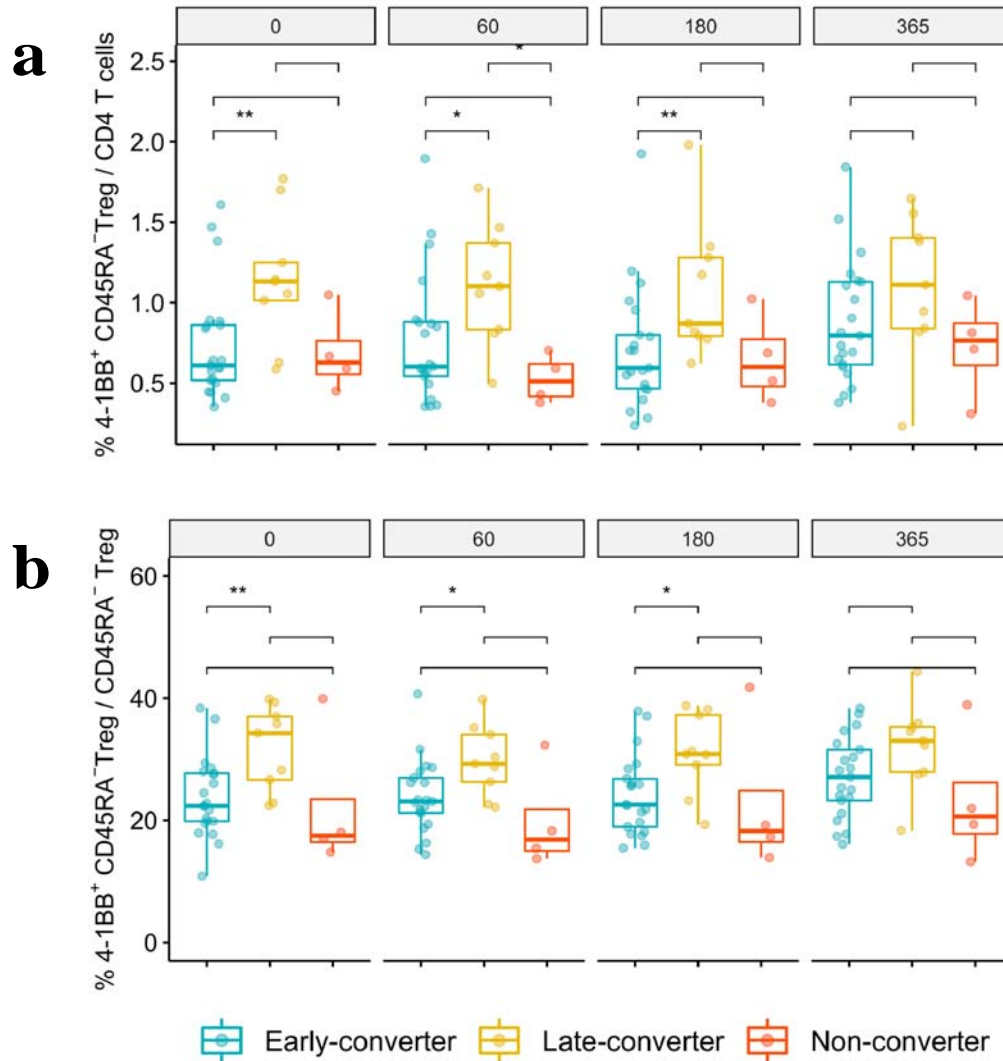 a
% 4-1BB⁺ CD45RA⁻Treg / CD4 T cells
0 60 180 365
2.5
2.0
1.5
1.0
0.5
** * * **
b
% 4-1BB⁺ CD45RA⁻Treg / CD45RA⁻ Treg
0 60 180 365
60
40
20
0
** * *
Early-converter Late-converter Non-converter